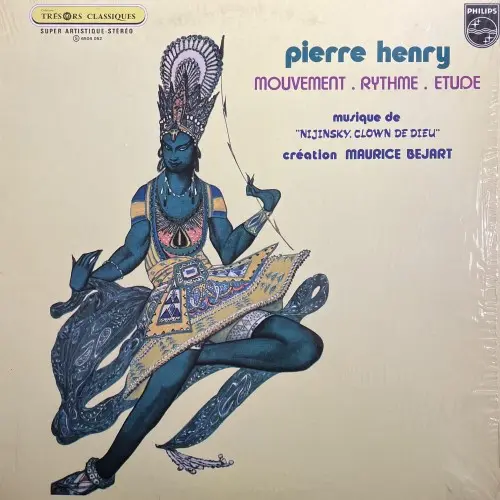 TRÉSORS CLASSIQUES
SUPER ARTISTIQUE·STÉRÉO
PHILIPS
pierre henry
MOUVEMENT . RYTHME . ETUDE
musique de
"NIJINSKY, CLOWN DE DIEU"
création MAURICE BEJART